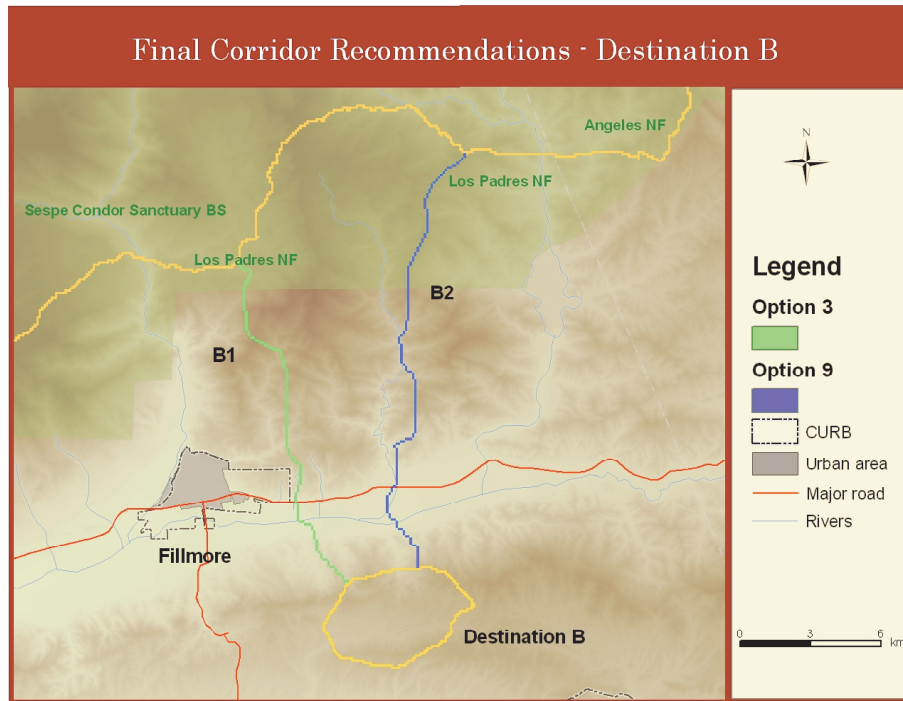 Final Corridor Recommendations - Destination B
Angeles NF
Los Padres NF
Sespe Condor Sanctuary BS
Los Padres NF
B2
B1
Fillmore
Destination B
N
Legend
Option 3
Option 9
CURB
Urban area
Major road
Rivers
0 3 6
km